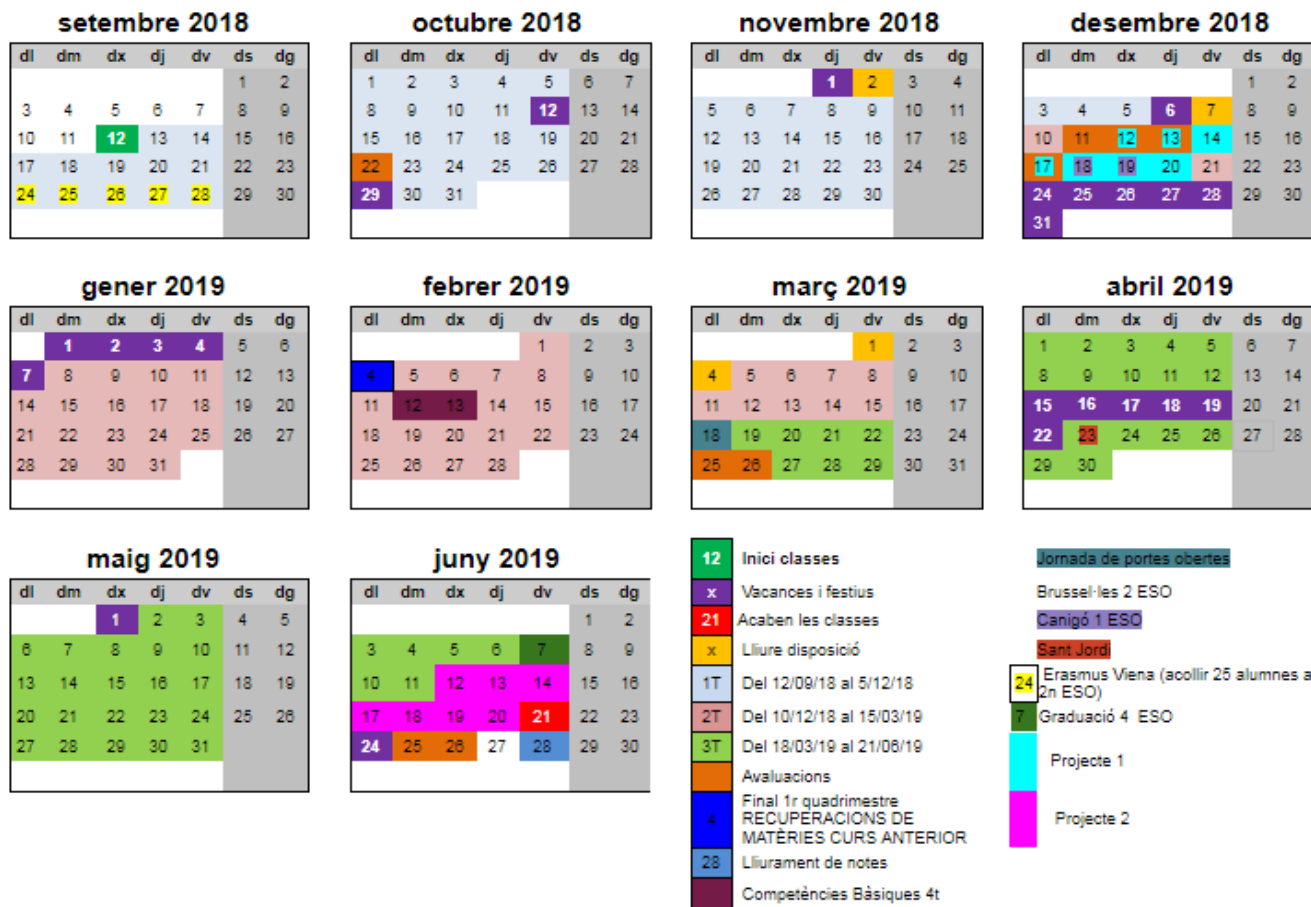 setembre 2018
dl dm dx dj dv ds dg
1 2
3 4 5 6 7 8 9
10 11 12 13 14 15 16
17 18 19 20 21 22 23
24 25 26 27 28 29 30
octubre 2018
dl dm dx dj dv ds dg
1 2 3 4 5 6 7
8 9 10 11 12 13 14
15 16 17 18 19 20 21
22 23 24 25 26 27 28
29 30 31
novembre 2018
dl dm dx dj dv ds dg
1 2 3 4
5 6 7 8 9 10 11
12 13 14 15 16 17 18
19 20 21 22 23 24 25
26 27 28 29 30
desembre 2018
dl dm dx dj dv ds dg
1 2
3 4 5 6 7 8 9
10 11 12 13 14 15 16
17 18 19 20 21 22 23
24 25 26 27 28 29 30
31
gener 2019
dl dm dx dj dv ds dg
1 2 3 4 5 6
7 8 9 10 11 12 13
14 15 16 17 18 19 20
21 22 23 24 25 26 27
28 29 30 31
febrer 2019
dl dm dx dj dv ds dg
1 2 3
4 5 6 7 8 9 10
11 12 13 14 15 16 17
18 19 20 21 22 23 24
25 26 27 28
març 2019
dl dm dx dj dv ds dg
1 2 3
4 5 6 7 8 9 10
11 12 13 14 15 16 17
18 19 20 21 22 23 24
25 26 27 28 29 30 31
abril 2019
dl dm dx dj dv ds dg
1 2 3 4 5 6 7
8 9 10 11 12 13 14
15 16 17 18 19 20 21
22 23 24 25 26 27 28
29 30
maig 2019
dl dm dx dj dv ds dg
1 2 3 4 5
6 7 8 9 10 11 12
13 14 15 16 17 18 19
20 21 22 23 24 25 26
27 28 29 30 31
juny 2019
dl dm dx dj dv ds dg
1 2
3 4 5 6 7 8 9
10 11 12 13 14 15 16
17 18 19 20 21 22 23
24 25 26 27 28 29 30
12 Inici classes
x Vacances i festius
21 Acaben les classes
x Lliure disposició
1T Del 12/09/18 al 5/12/18
2T Del 10/12/18 al 15/03/19
3T Del 18/03/19 al 21/06/19
Avaluacions
Final 1r quadrimestre
4 RECUPERACIONS DE
MATÈRIES CURS ANTERIOR
28 Lliurament de notes
Competències Bàsiques 4t
Jornada de portes obertes
Brussel·les 2 ESO
Canigó 1 ESO
Sant Jordi
24 Erasmus Viena (acollir 25 alumnes a
2n ESO)
7 Graduació 4 ESO
Projecte 1
Projecte 2